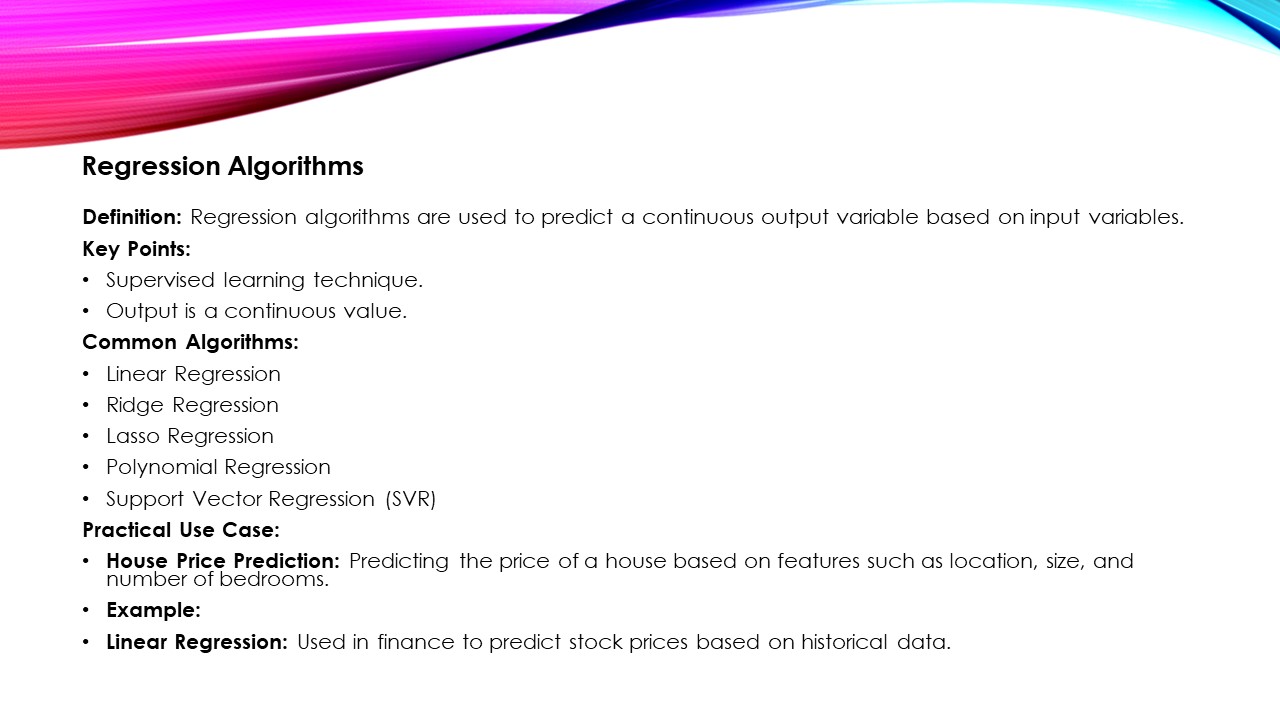 Regression Algorithms
Definition: Regression algorithms are used to predict a continuous output variable based on input variables.
Key Points:
• Supervised learning technique.
• Output is a continuous value.
Common Algorithms:
• Linear Regression
• Ridge Regression
• Lasso Regression
• Polynomial Regression
• Support Vector Regression (SVR)
Practical Use Case:
• House Price Prediction: Predicting the price of a house based on features such as location, size, and
number of bedrooms.
• Example:
• Linear Regression: Used in finance to predict stock prices based on historical data.